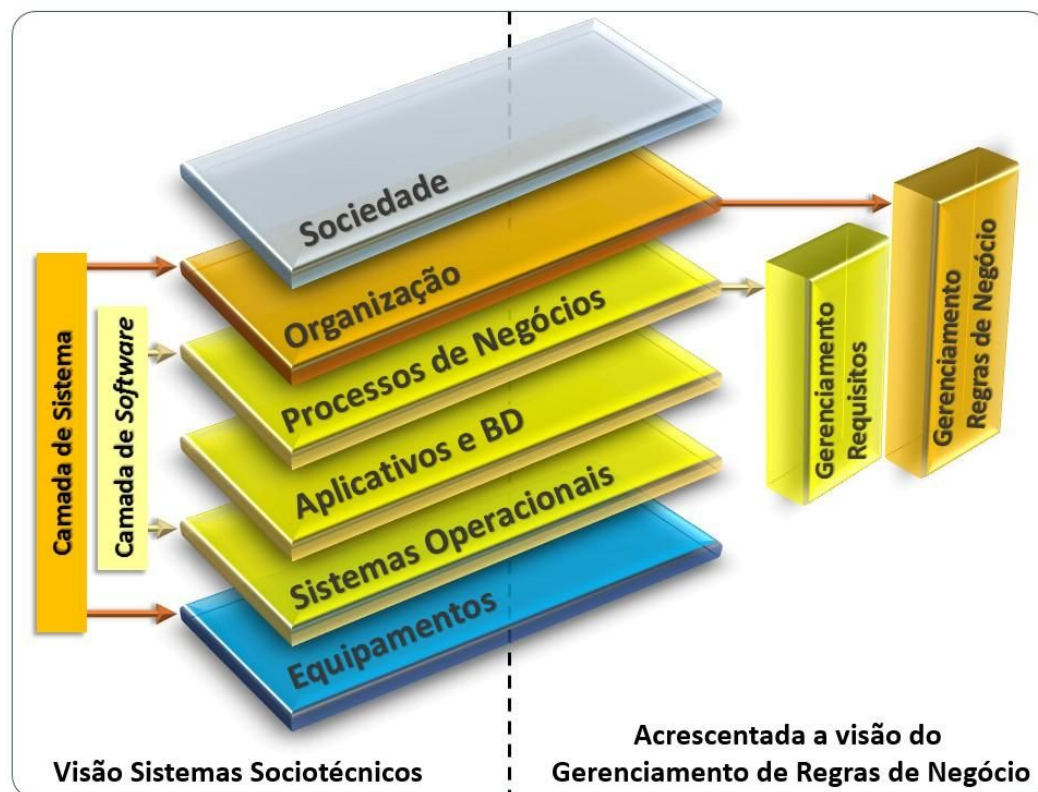 Sociedade
Organização
Processos de Negócios
Aplicativos e BD
Sistemas Operacionais
Equipamentos
Camada de Sistema
Camada de Software
Gerenciamento
Requisitos
Gerenciamento
Regras de Negócio
Visão Sistemas Sociotécnicos
Acrescentada a visão do
Gerenciamento de Regras de Negócio